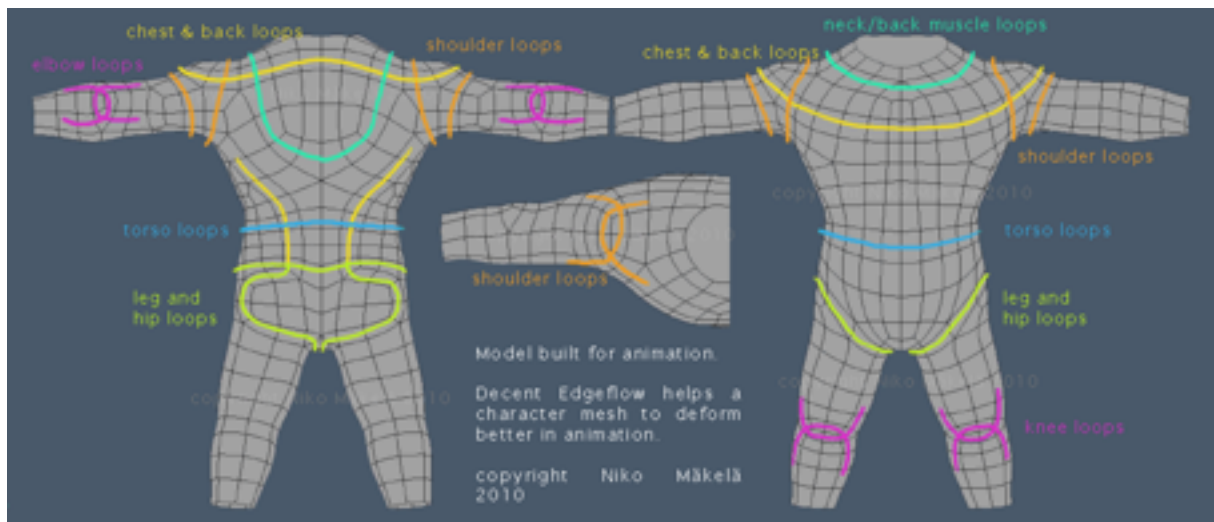 chest & back loops
elbow loops
shoulder loops
torso loops
leg and
hip loops
shoulder loops
Model built for animation.
Decent Edgeflow helps a
character mesh to deform
better in animation.
copyright Niko Mäkelä
2010
neck/back muscle loops
chest & back loops
shoulder loops
torso loops
leg and
hip loops
knee loops